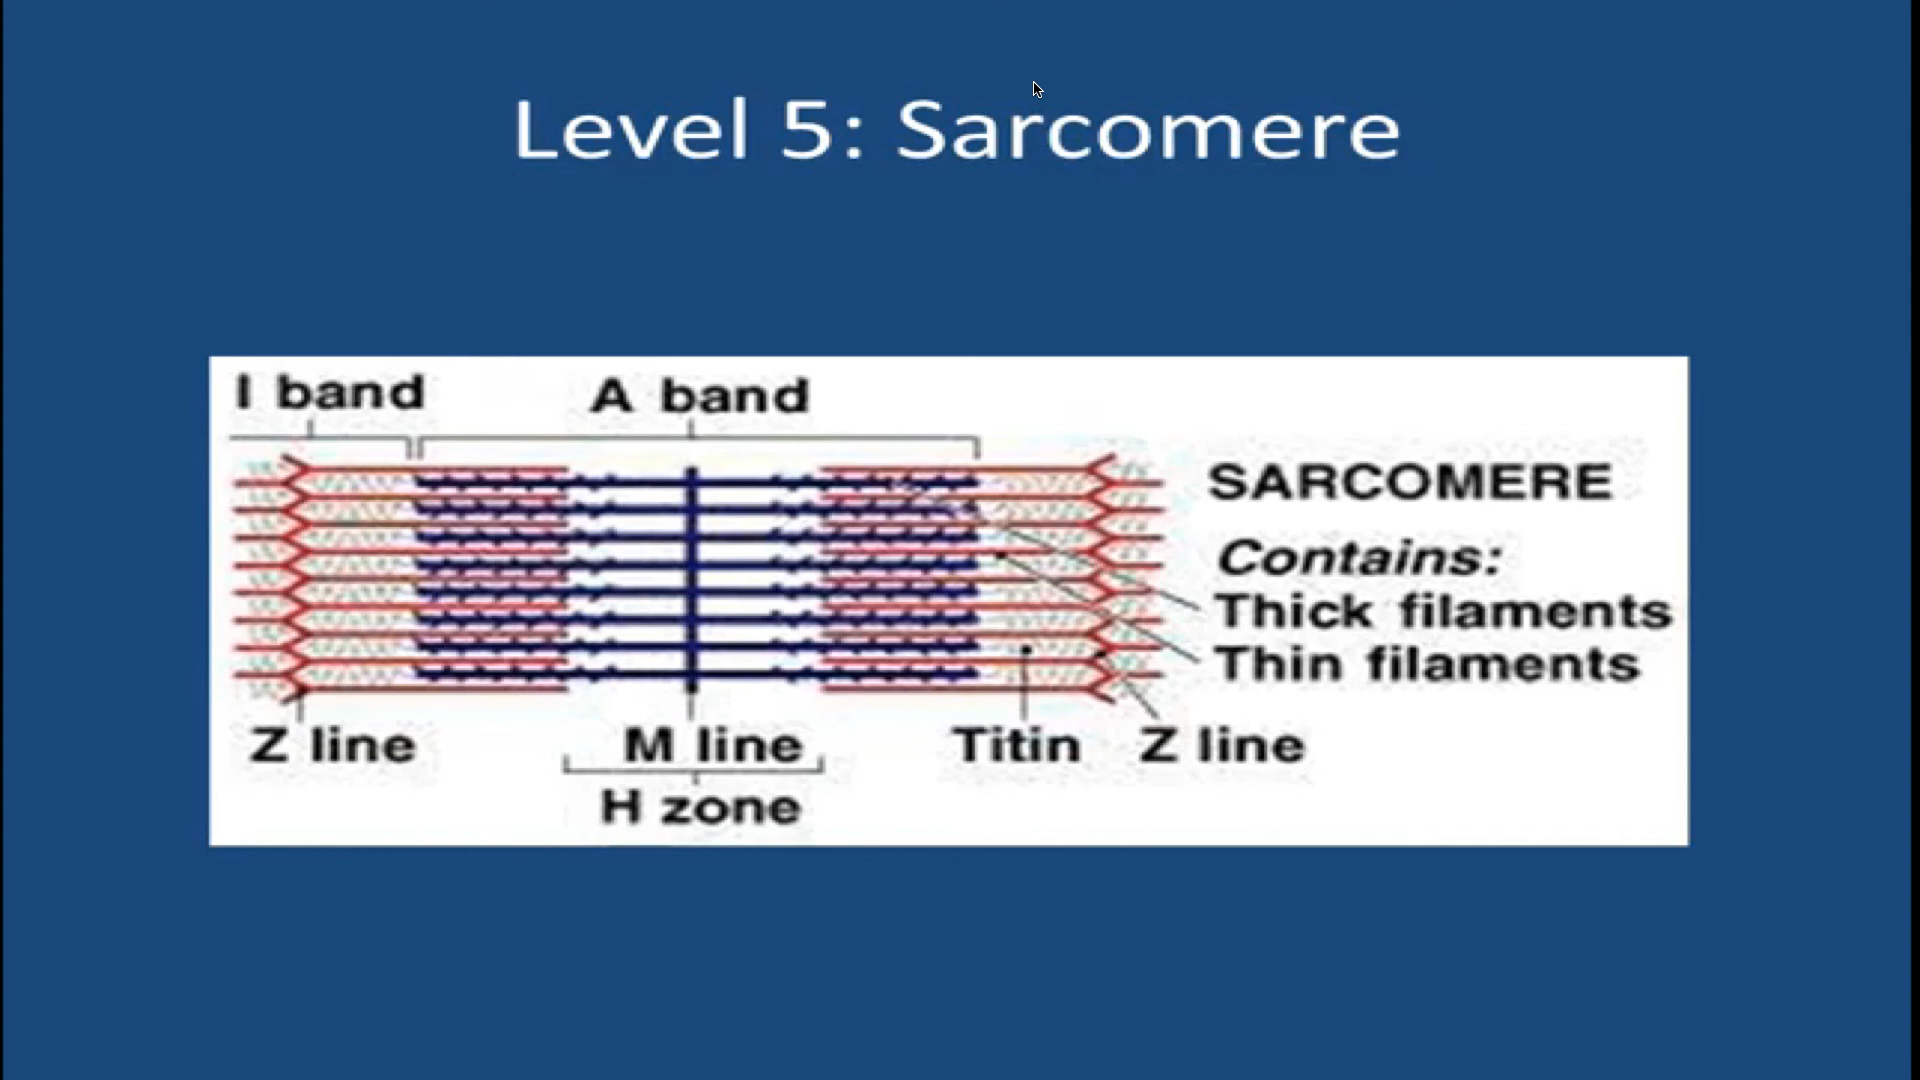 Level 5: Sarcomere
I band
A band
SARCOMERE
Contains:
Thick filaments
Thin filaments
Z line
M line
Titin
Z line
H zone